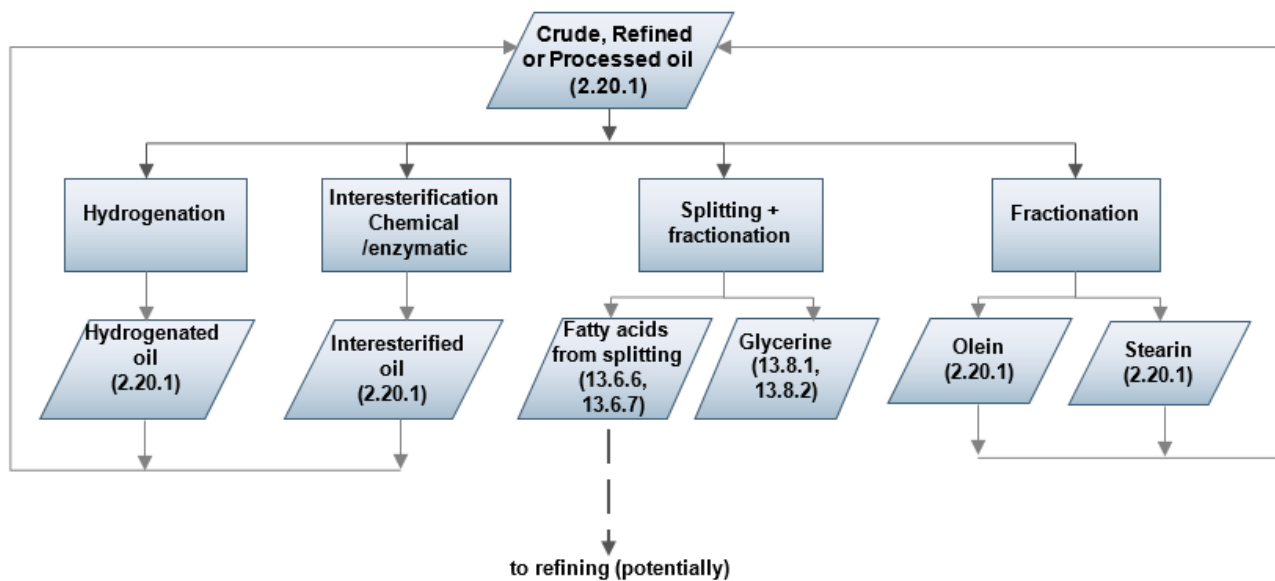 Crude, Refined
or Processed oil
(2.20.1)
Hydrogenation
Interesterification
Chemical
/enzymatic
Splitting +
fractionation
Fractionation
Hydrogenated
oil
(2.20.1)
Interesterified
oil
(2.20.1)
Fatty acids
from splitting
(13.6.6,
13.6.7)
Glycerine
(13.8.1,
13.8.2)
Olein
(2.20.1)
Stearin
(2.20.1)
to refining (potentially)